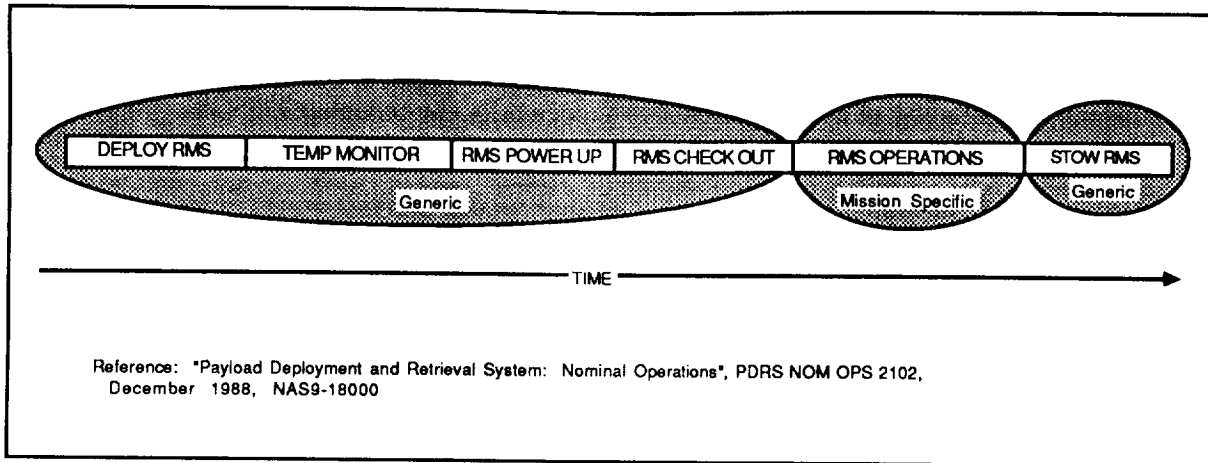 DEPLOY RMS TEMP MONITOR RMS POWER UP RMS CHECK OUT RMS OPERATIONS STOW RMS
Generic Mission Specific Generic
TIME
Reference: "Payload Deployment and Retrieval System: Nominal Operations", PDRS NOM OPS 2102,
December 1988, NAS9-18000